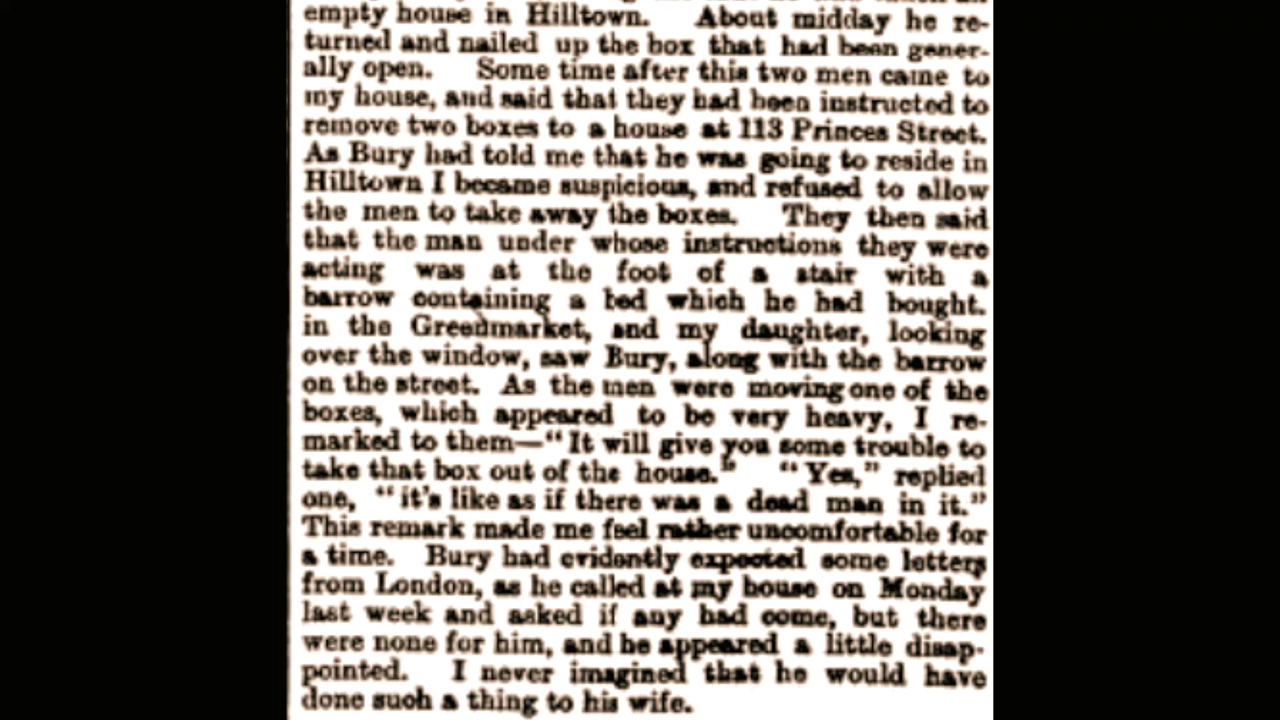 empty house in Hilltown. About midday he re-
turned and nailed up the box that had been gener-
ally open. Some time after this two men came to
my house, and said that they had been instructed to
remove two boxes to a house at 113 Princes Street.
As Bury had told me that he was going to reside in
Hilltown I became suspicious, and refused to allow
the men to take away the boxes. They then said
that the man under whose instructions they were
acting was at the foot of a stair with a
barrow containing a bed which he had bought.
in the Greenmarket, and my daughter, looking
over the window, saw Bury, along with the barrow
on the street. As the men were moving one of the
boxes, which appeared to be very heavy, I re-
marked to them—"It will give you some trouble to
take that box out of the house." "Yes," replied
one, "it's like as if there was a dead man in it."
This remark made me feel rather uncomfortable for
a time. Bury had evidently expected some letters
from London, as he called at my house on Monday
last week and asked if any had come, but there
were none for him, and he appeared a little disap-
pointed. I never imagined that he would have
done such a thing to his wife.